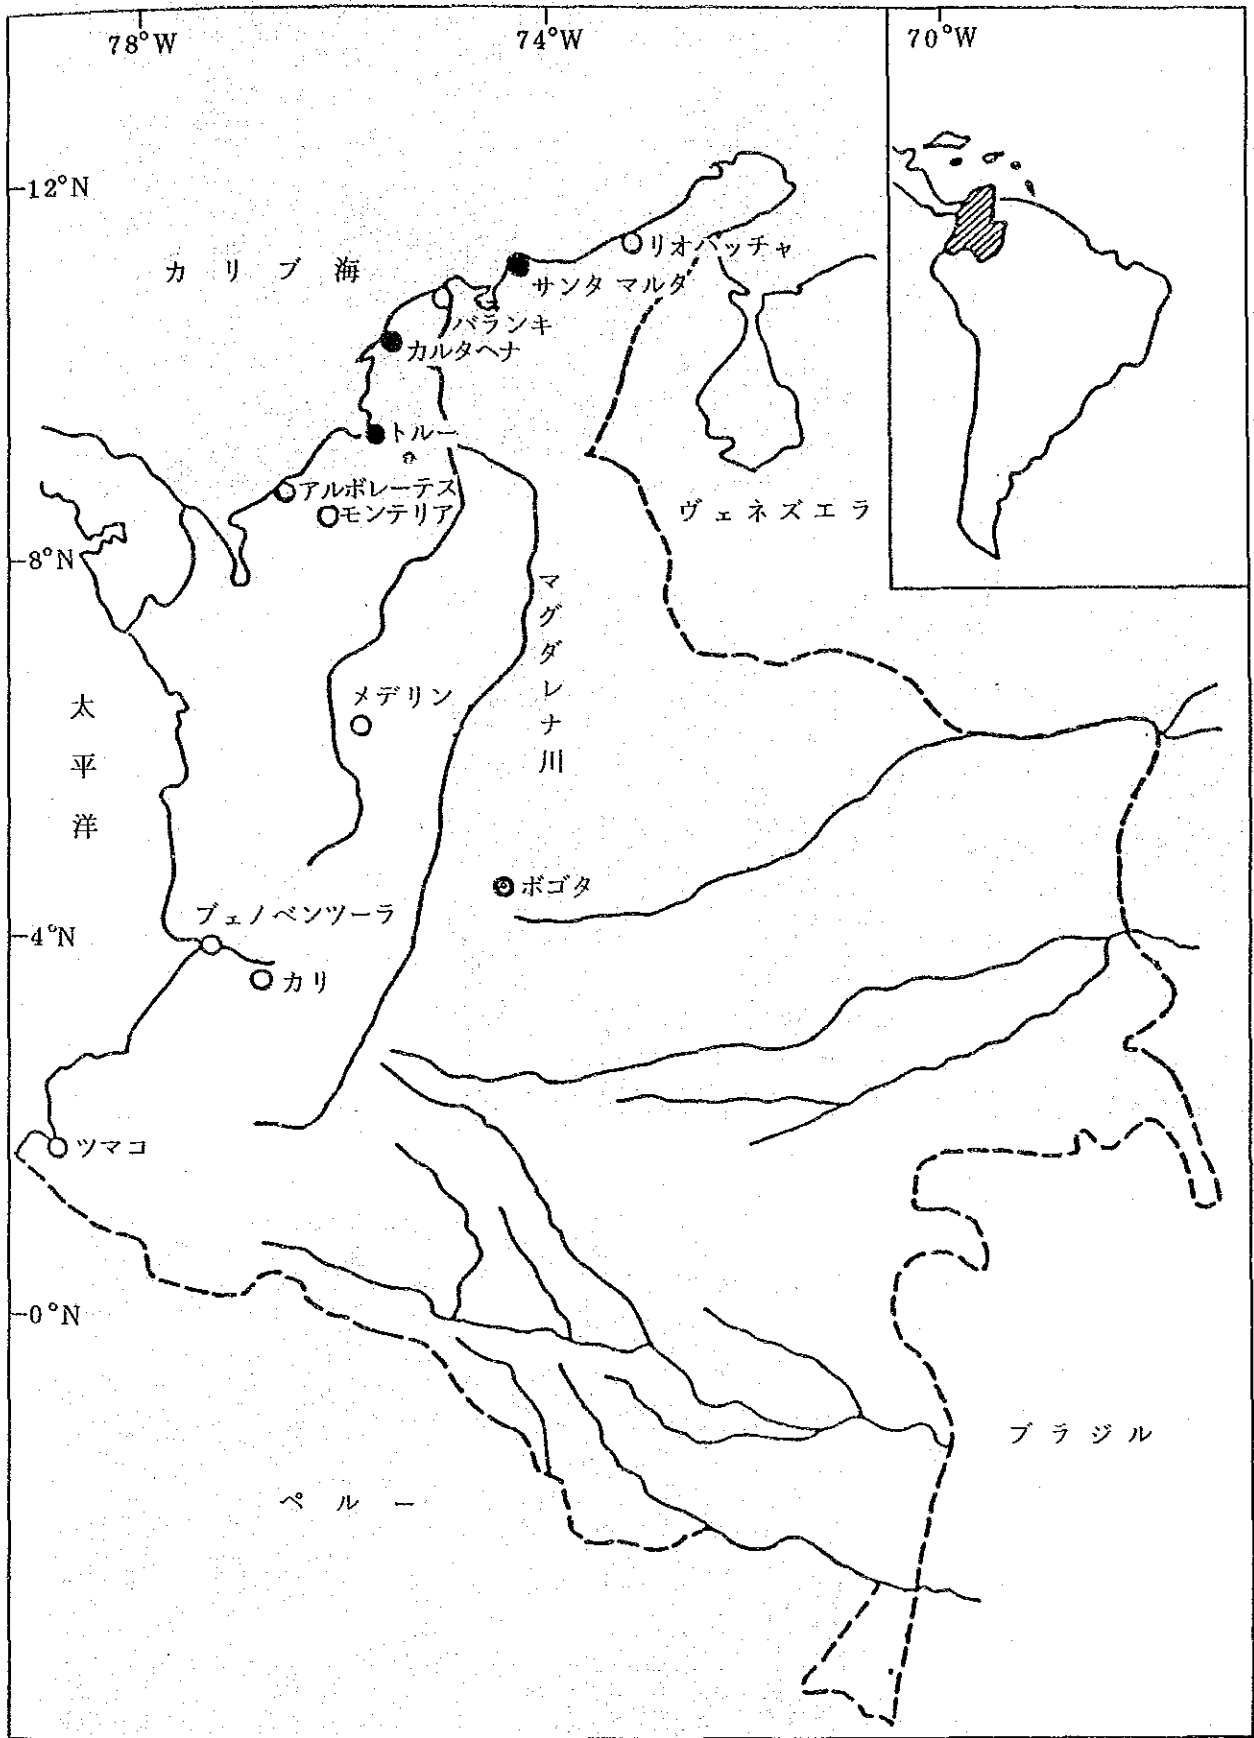 78°W
74°W
70°W
12°N
カリブ海
リオハッチャ
サンタ マルタ
バランキ
カルタヘナ
トルー
アルボレーテス
モンテリア
ヴェネズエラ
8°N
マグダレナ川
メデリン
太平洋
ボゴタ
ブェノベンツーラ
4°N
カリ
ツマコ
0°N
ブラジル
ペルー